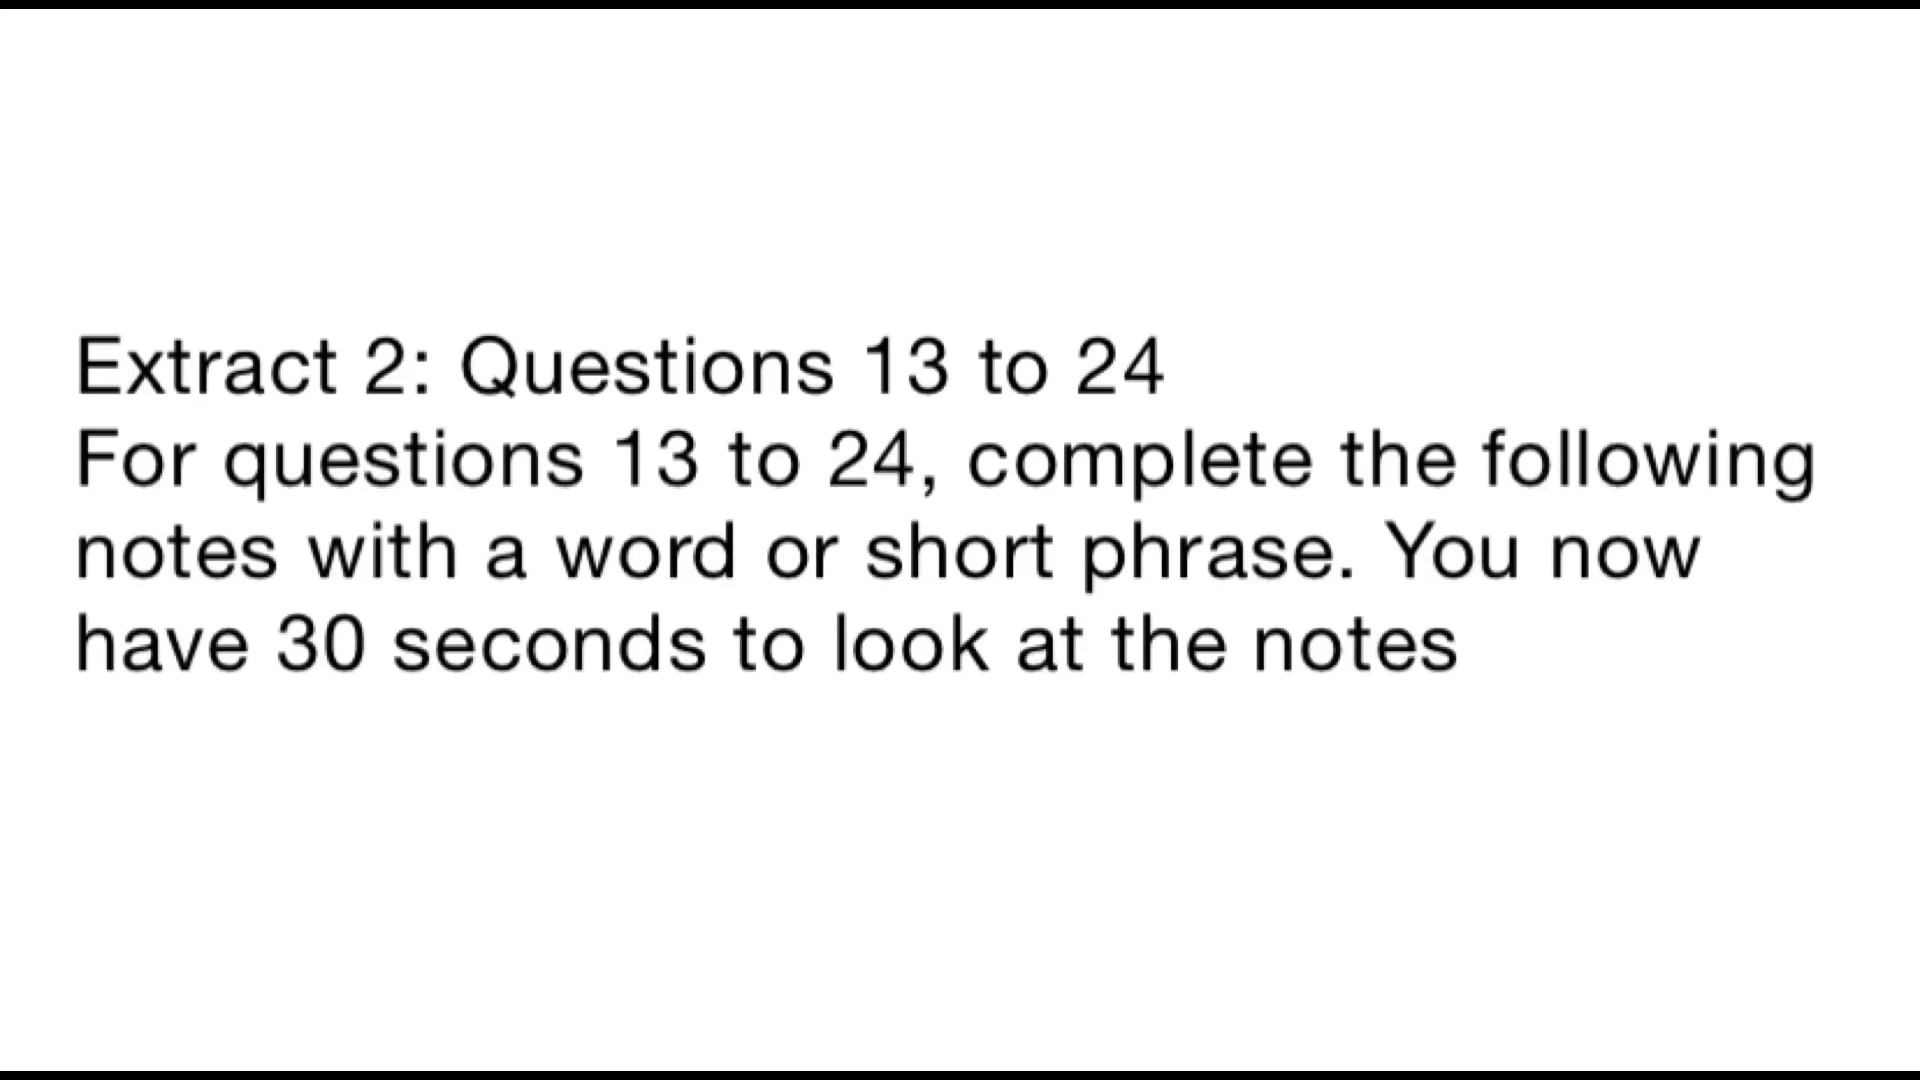 Extract 2: Questions 13 to 24
For questions 13 to 24, complete the following
notes with a word or short phrase. You now
have 30 seconds to look at the notes